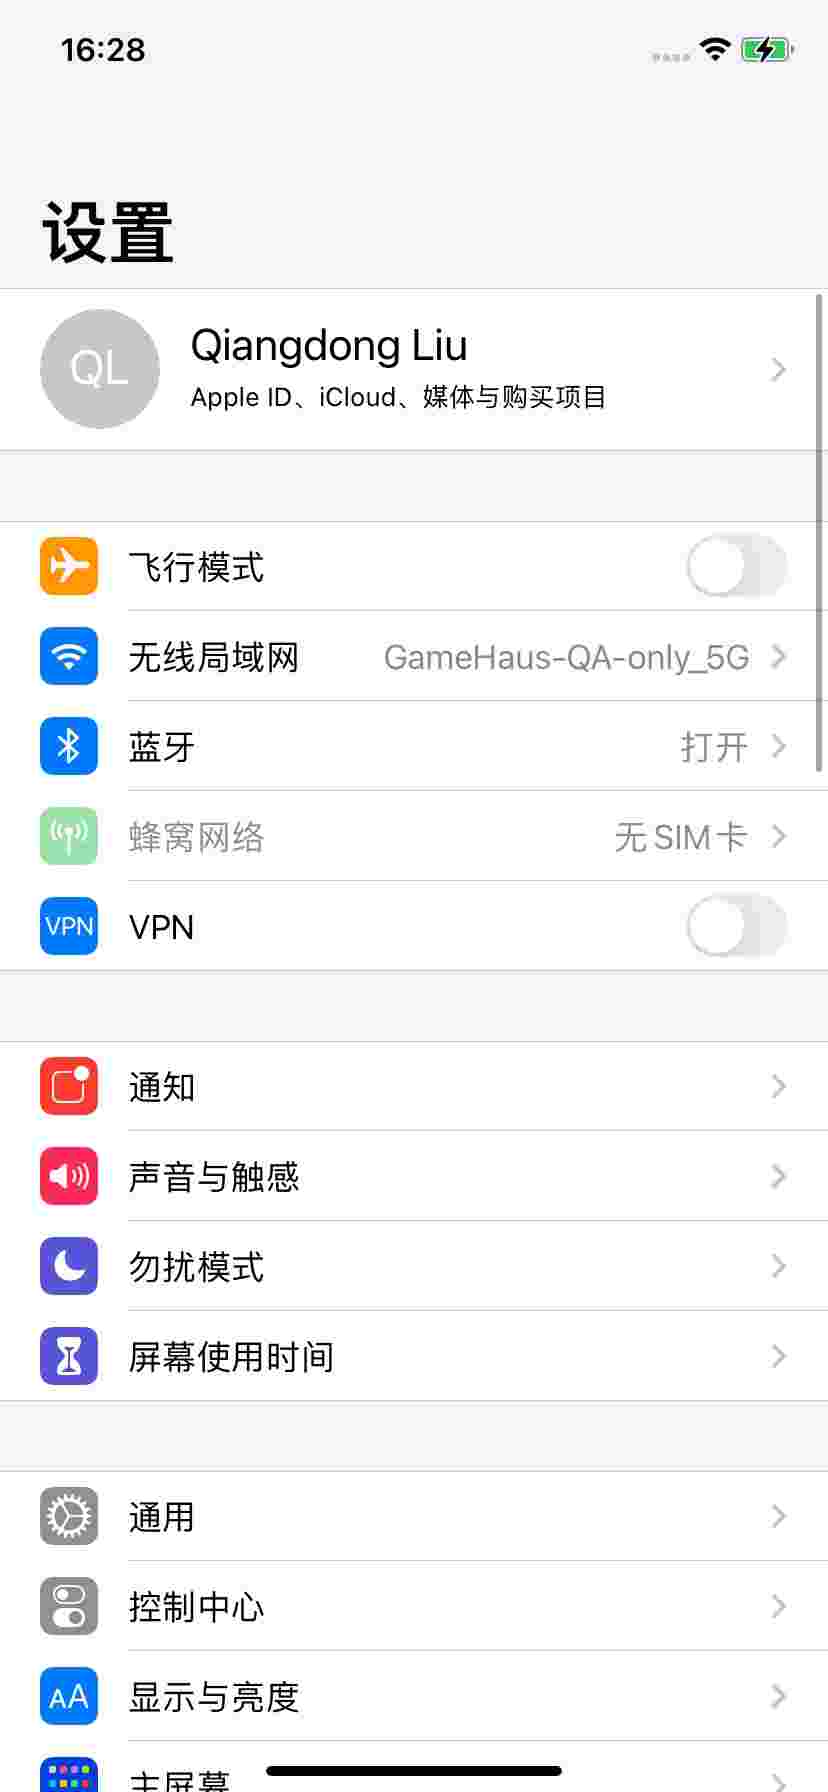 16:28
设置
QL
Qiangdong Liu
Apple ID、iCloud、媒体与购买项目
飞行模式
无线局域网 GameHaus-QA-only_5G
蓝牙 打开
蜂窝网络 无 SIM 卡
VPN VPN
通知
声音与触感
勿扰模式
屏幕使用时间
通用
控制中心
AA 显示与亮度
主屏幕